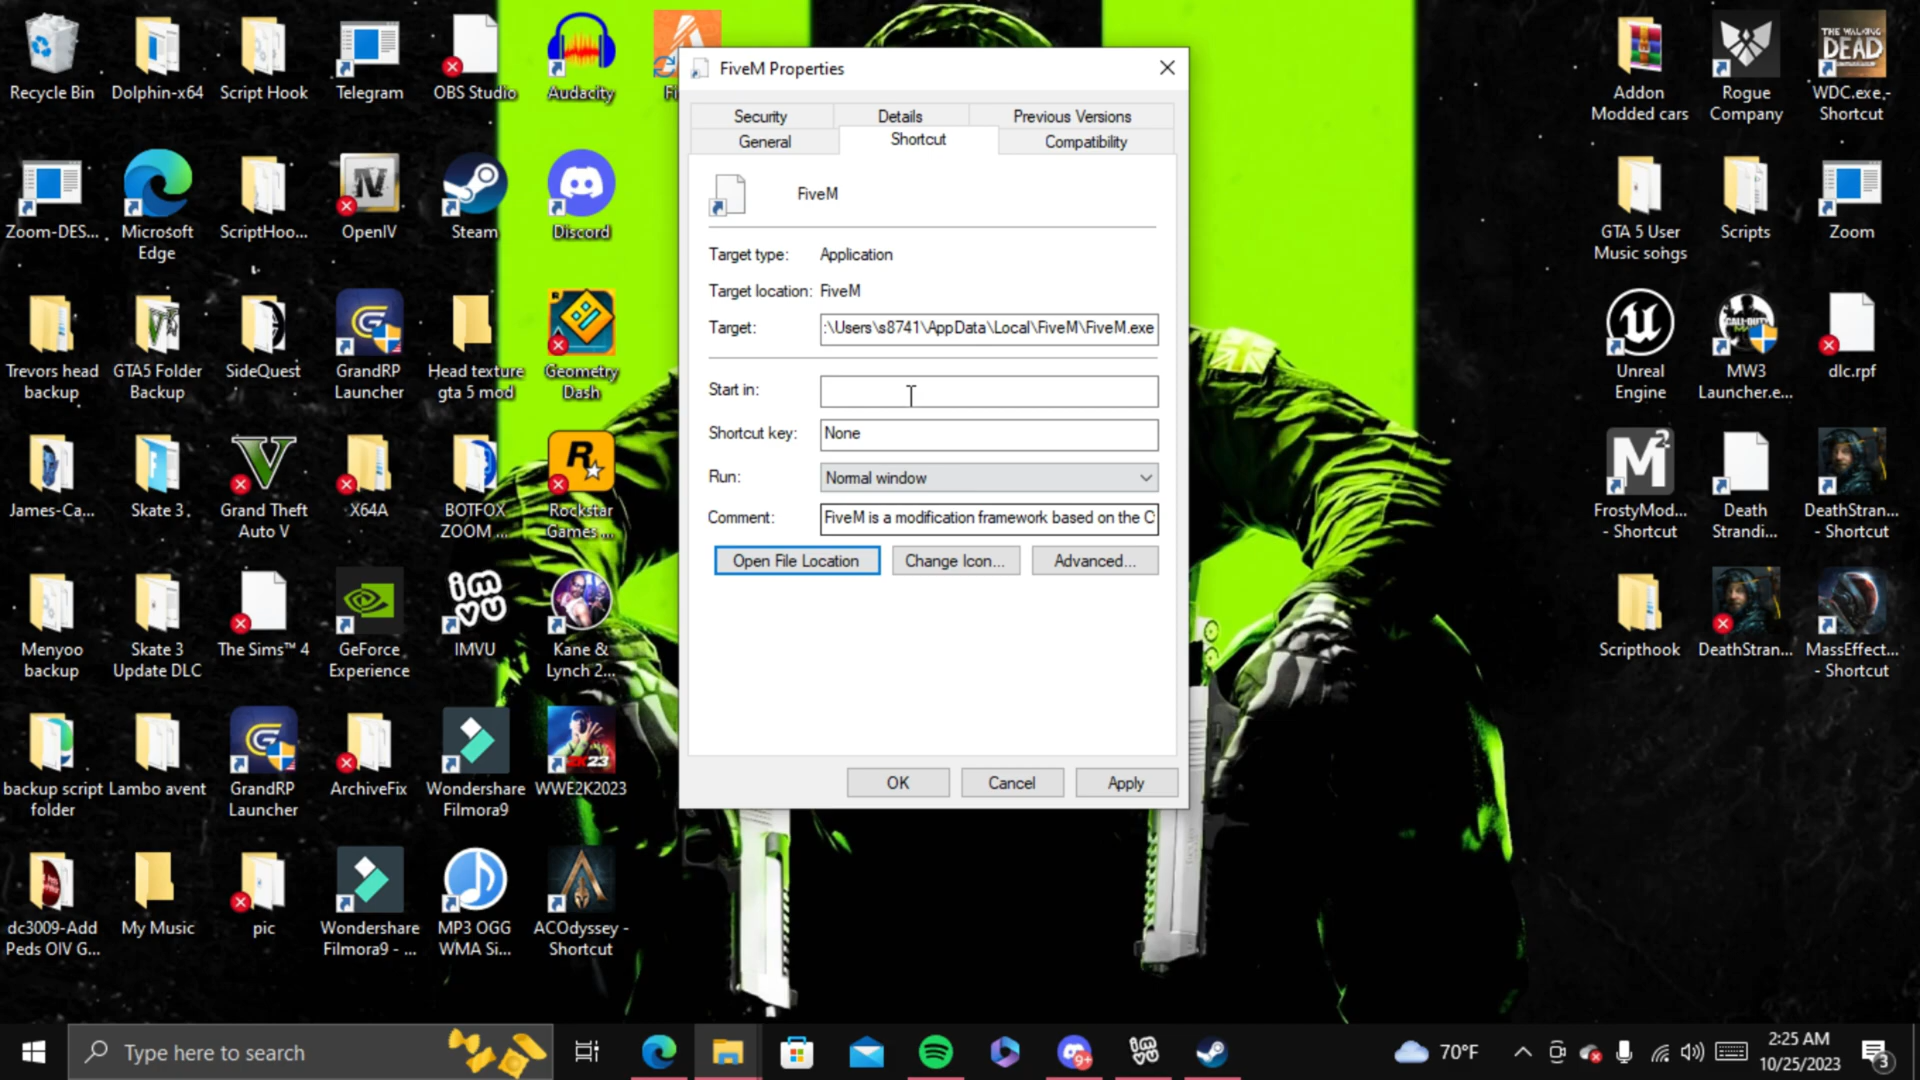 Recycle Bin
Dolphin-x64
Script Hook
Telegram
OBS Studio
Audacity
Zoom-DES...
Microsoft
Edge
ScriptHoo...
OpenIV
Steam
Discord
Trevors head
backup
GTA5 Folder
Backup
SideQuest
GrandRP
Launcher
Head texture
gta 5 mod
Geometry
Dash
James-Ca...
Skate 3
Grand Theft
Auto V
X64A
BOTFOX
ZOOM ...
Rockstar
Games ...
Menyoo
backup
Skate 3
Update DLC
The Sims™ 4
GeForce
Experience
IMVU
Kane &
Lynch 2...
backup script
folder
Lambo avent
GrandRP
Launcher
ArchiveFix
Wondershare
Filmora9
WWE2K2023
dc3009-Add
Peds OIV G...
My Music
pic
Wondershare
Filmora9 - ...
MP3 OGG
WMA Si...
ACOdyssey -
Shortcut
FiveM Properties
Security
Details
Previous Versions
General
Shortcut
Compatibility
FiveM
Target type: Application
Target location: FiveM
Target: :\Users\s8741\AppData\Local\FiveM\FiveM.exe
Start in:
Shortcut key: None
Run: Normal window
Comment: FiveM is a modification framework based on the C
Open File Location
Change Icon...
Advanced...
OK
Cancel
Apply
Addon
Modded cars
Rogue
Company
THE WALKING
DEAD
WDC.exe -
Shortcut
GTA 5 User
Music songs
Scripts
Zoom
Unreal
Engine
MW3
Launcher.e...
dlc.rpf
FrostyMod...
- Shortcut
Death
Strandi...
DeathStran...
- Shortcut
Scripthook
DeathStran...
MassEffect...
- Shortcut
Type here to search
9+
70°F
2:25 AM
10/25/2023
3